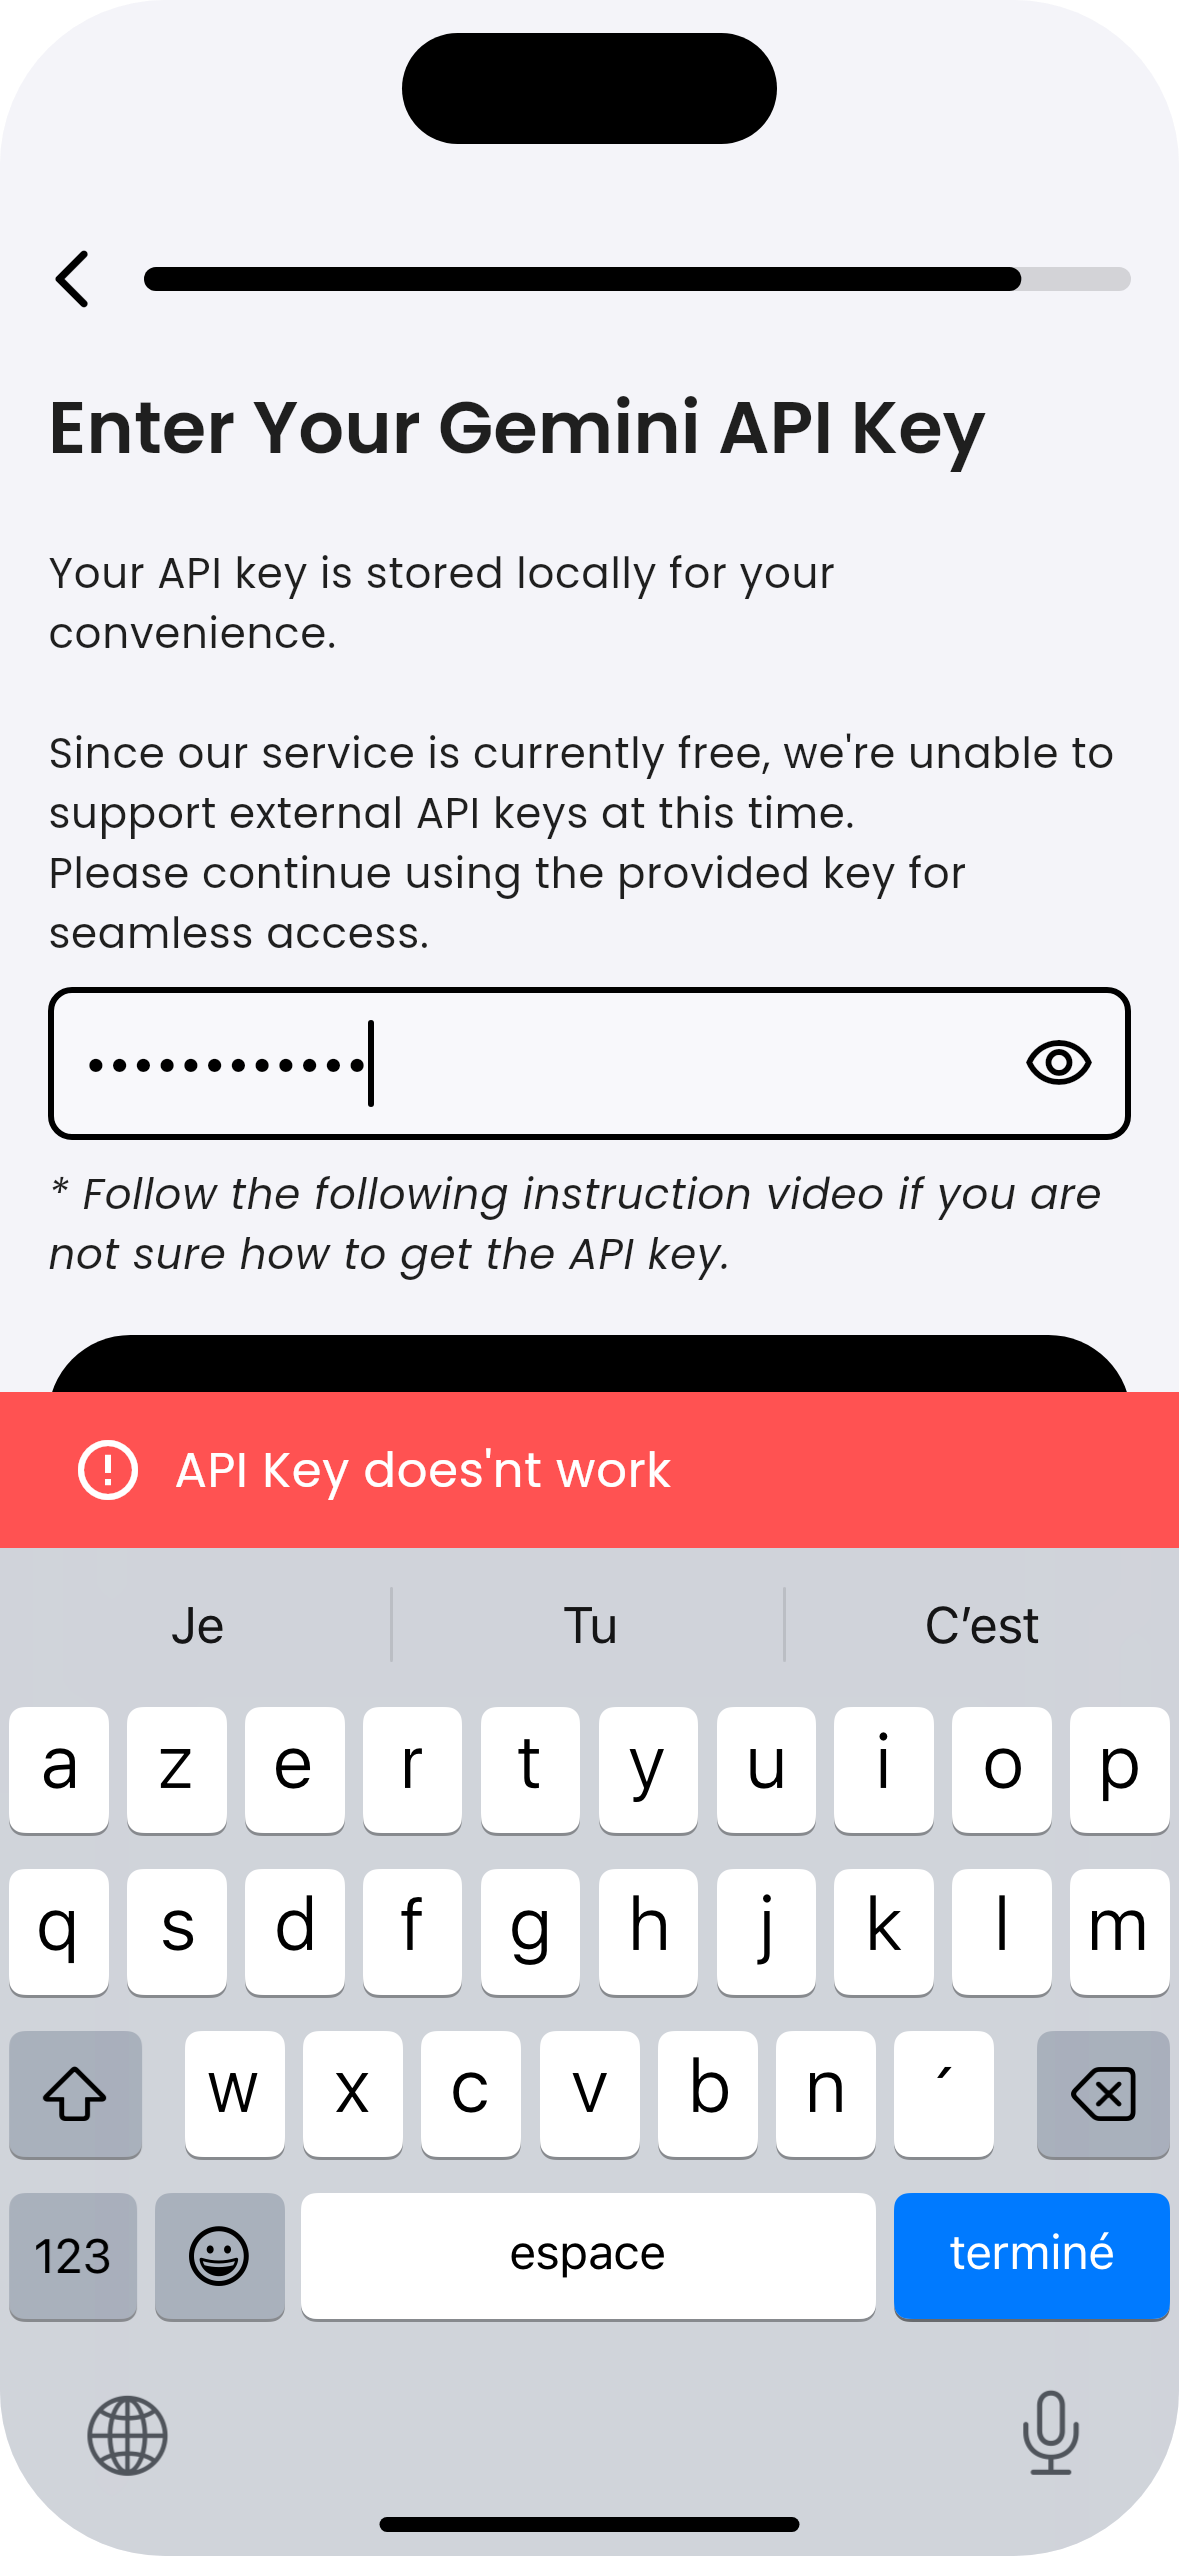 Enter Your Gemini API Key
Your API key is stored locally for your
convenience.
Since our service is currently free, we're unable to
support external API keys at this time.
Please continue using the provided key for
seamless access.
••••••••••••
* Follow the following instruction video if you are
not sure how to get the API key.
API Key does'nt work
Je Tu C’est
a z e r t y u i o p
q s d f g h j k l m
w x c v b n ´
123 espace terminé